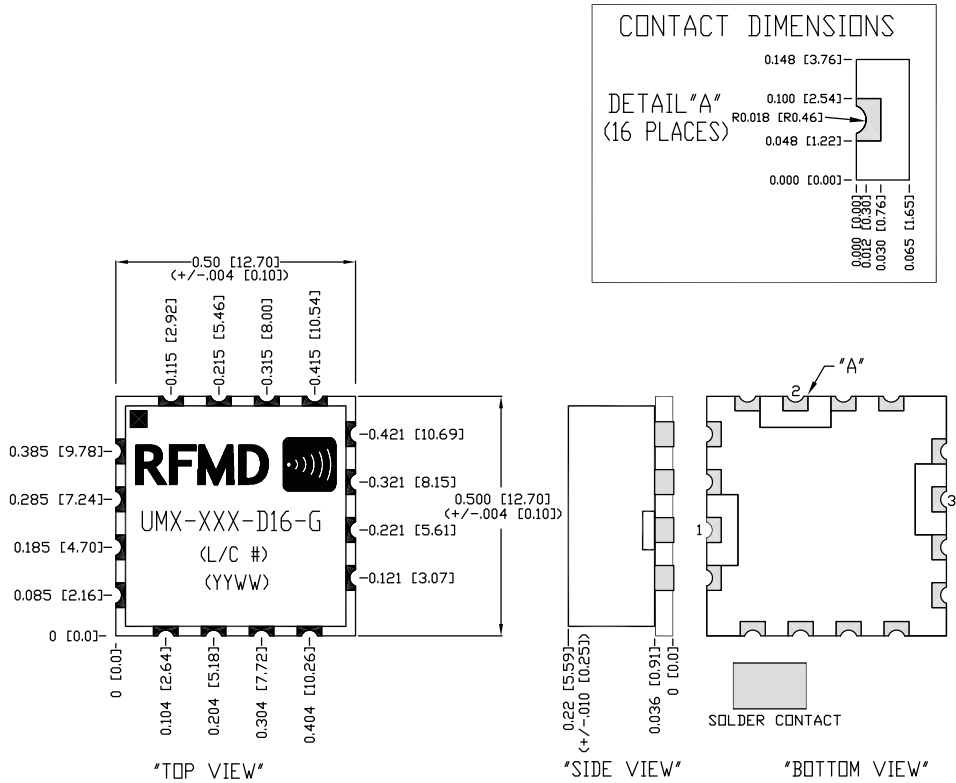 CONTACT DIMENSIONS
DETAIL"A"
(16 PLACES)
0.148 [3.76]
0.100 [2.54]
R0.018 [R0.46]
0.048 [1.22]
0.000 [0.00]
0.000 [0.00]
0.012 [0.30]
0.030 [0.76]
0.065 [1.65]
0.50 [12.70]
(+/-.004 [0.10])
0.115 [2.92]
0.215 [5.46]
0.315 [8.00]
0.415 [10.54]
0.385 [9.78]
0.285 [7.24]
0.185 [4.70]
0.085 [2.16]
0 [0.0]
RFMD
UMX-XXX-D16-G
(L/C #)
(YYWW)
0.421 [10.69]
0.321 [8.15]
0.221 [5.61]
0.121 [3.07]
0.500 [12.70]
(+/-.004 [0.10])
0 [0.0]
0.104 [2.64]
0.204 [5.18]
0.304 [7.72]
0.404 [10.26]
"TOP VIEW"
0.22 [5.59]
(+/-.010 [0.25])
0.036 [0.91]
0 [0.0]
"SIDE VIEW"
"A"
2
1
3
SOLDER CONTACT
"BOTTOM VIEW"